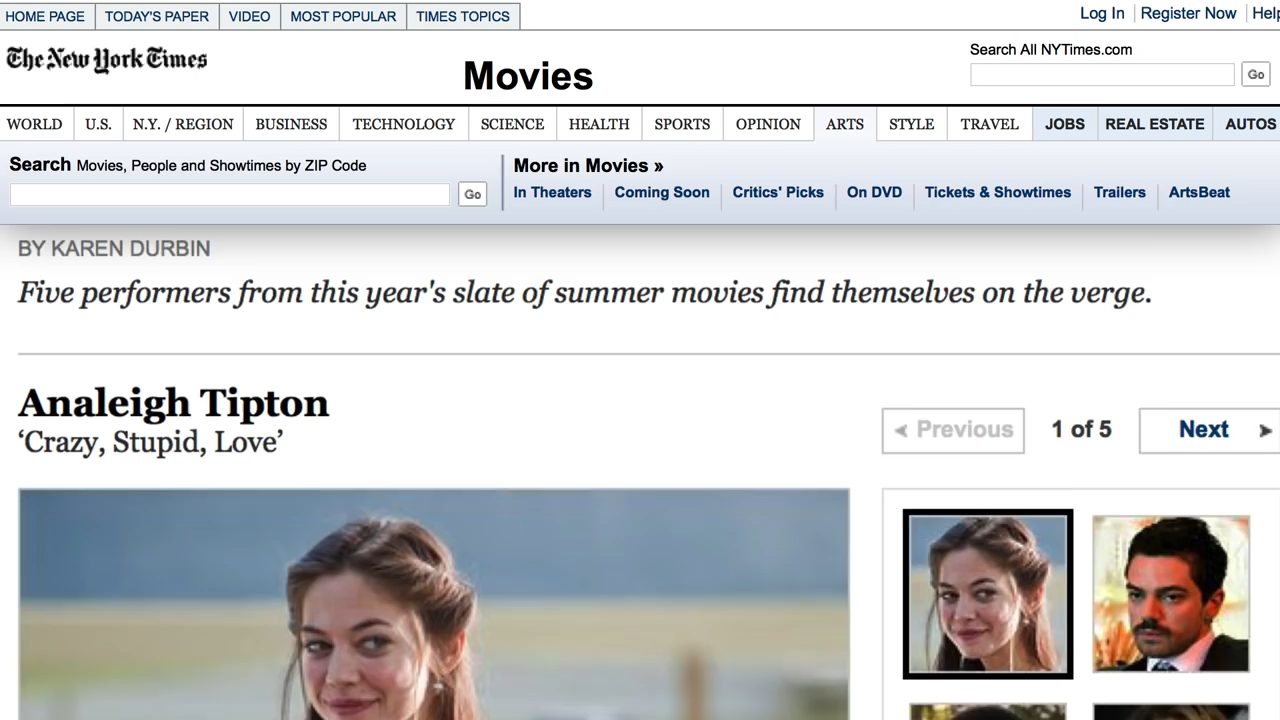 HOME PAGE TODAY'S PAPER VIDEO MOST POPULAR TIMES TOPICS
Log In Register Now Help
The New York Times
Movies
Search All NYTimes.com
Go
WORLD U.S. N.Y. / REGION BUSINESS TECHNOLOGY SCIENCE HEALTH SPORTS OPINION ARTS STYLE TRAVEL JOBS REAL ESTATE AUTOS
Search Movies, People and Showtimes by ZIP Code
Go
More in Movies »
In Theaters Coming Soon Critics' Picks On DVD Tickets & Showtimes Trailers ArtsBeat
BY KAREN DURBIN
Five performers from this year's slate of summer movies find themselves on the verge.
Analeigh Tipton
‘Crazy, Stupid, Love’
◄ Previous 1 of 5 Next ►